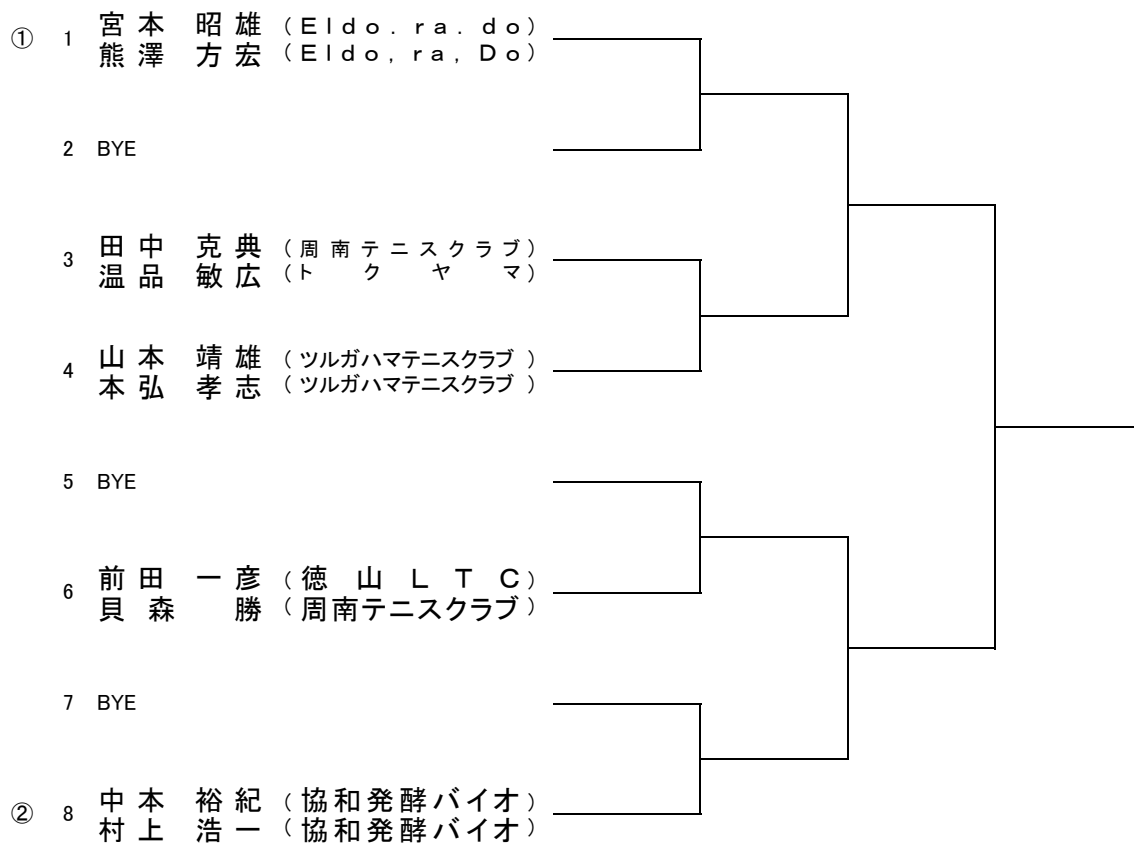 ① 1 宮本 昭雄 (Eldo.ra.do)
熊澤 方宏 (Eldo,ra,Do)
2 BYE
3 田中 克典 (周南テニスクラブ)
温品 敏広 (トクヤマ)
4 山本 靖雄 (ツルガハマテニスクラブ)
本弘 孝志 (ツルガハマテニスクラブ)
5 BYE
6 前田 一彦 (徳山LTC)
貝森 勝 (周南テニスクラブ)
7 BYE
② 8 中本 裕紀 (協和発酵バイオ)
村上 浩一 (協和発酵バイオ)